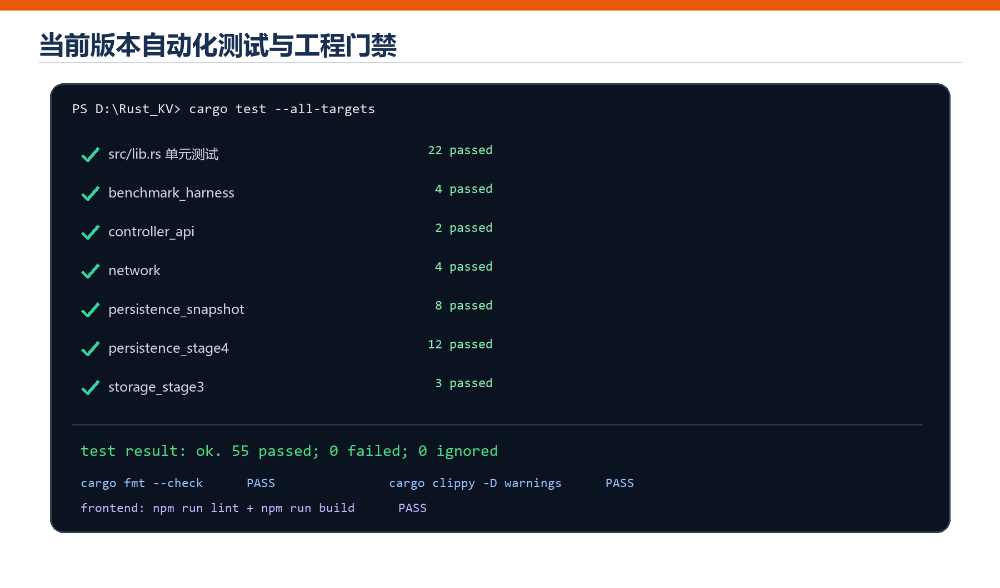 当前版本自动化测试与工程门禁
PS D:\Rust_KV> cargo test --all-targets
src/lib.rs 单元测试 22 passed
benchmark_harness 4 passed
controller_api 2 passed
network 4 passed
persistence_snapshot 8 passed
persistence_stage4 12 passed
storage_stage3 3 passed
test result: ok. 55 passed; 0 failed; 0 ignored
cargo fmt --check PASS cargo clippy -D warnings PASS
frontend: npm run lint + npm run build PASS